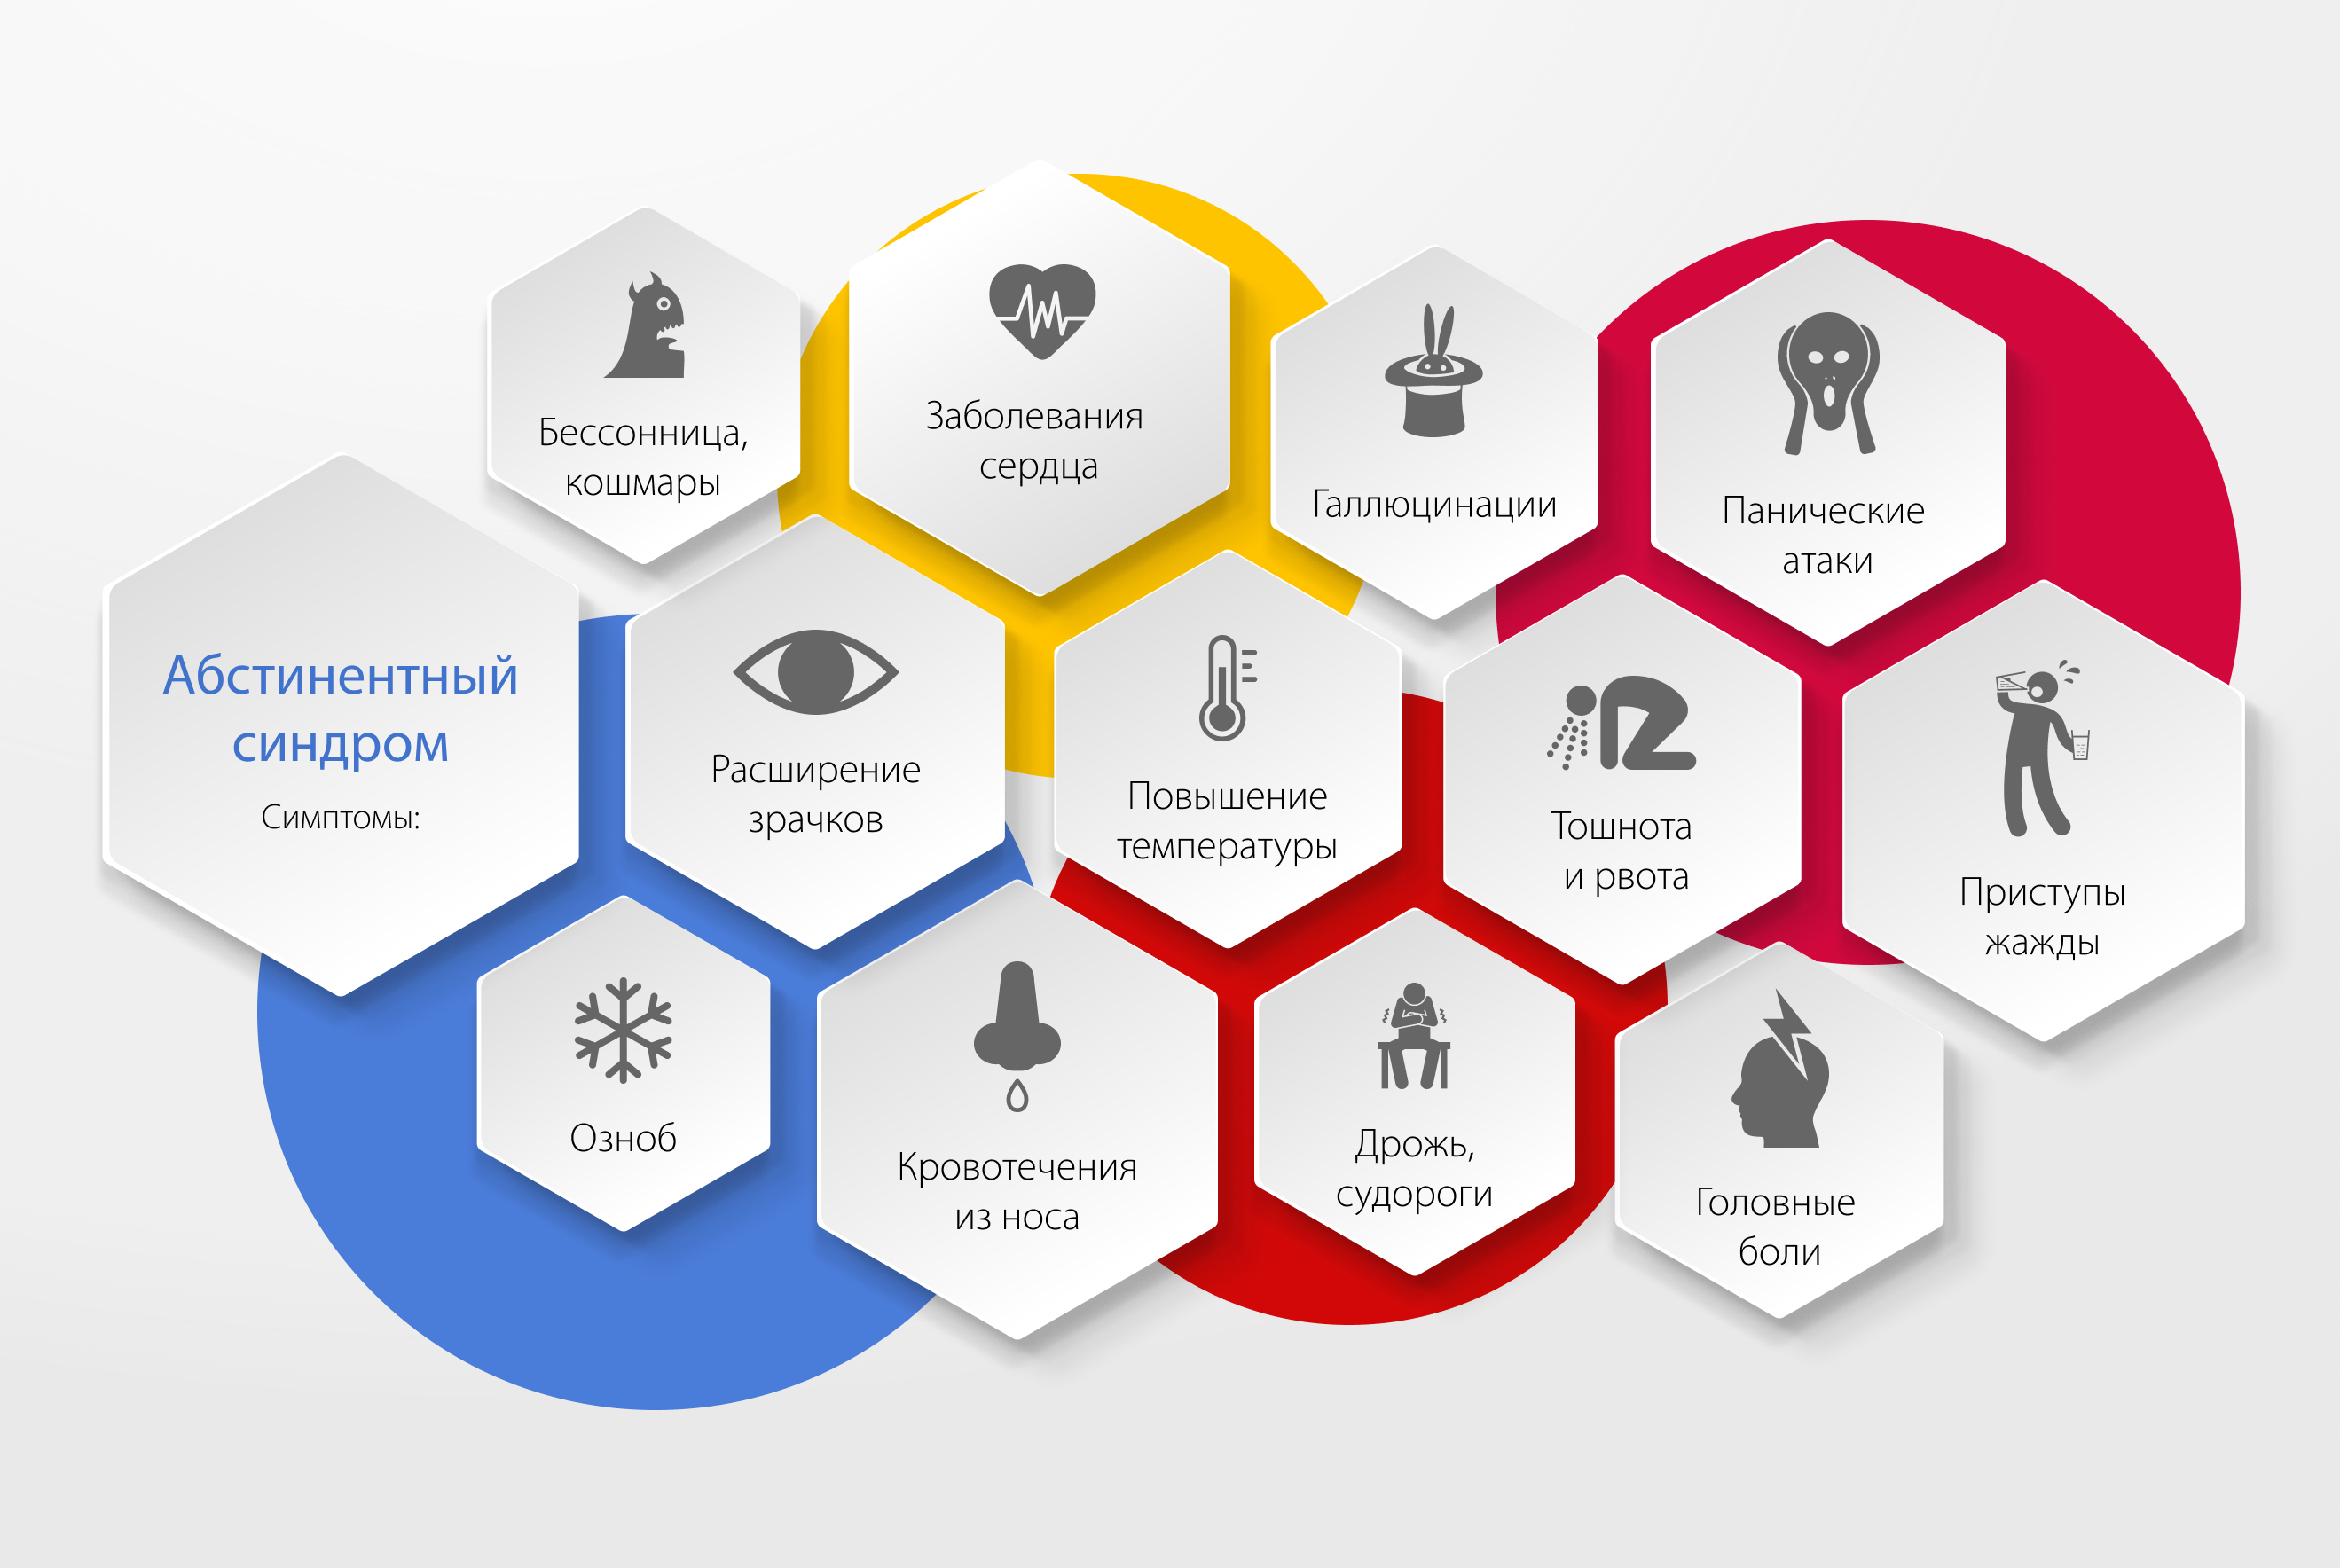 Абстинентный
синдром
Симптомы:
Бессонница,
кошмары
Заболевания
сердца
Галлюцинации
Панические
атаки
Расширение
зрачков
Повышение
температуры
Тошнота
и рвота
Приступы
жажды
Озноб
Кровотечения
из носа
Дрожь,
судороги
Головные
боли